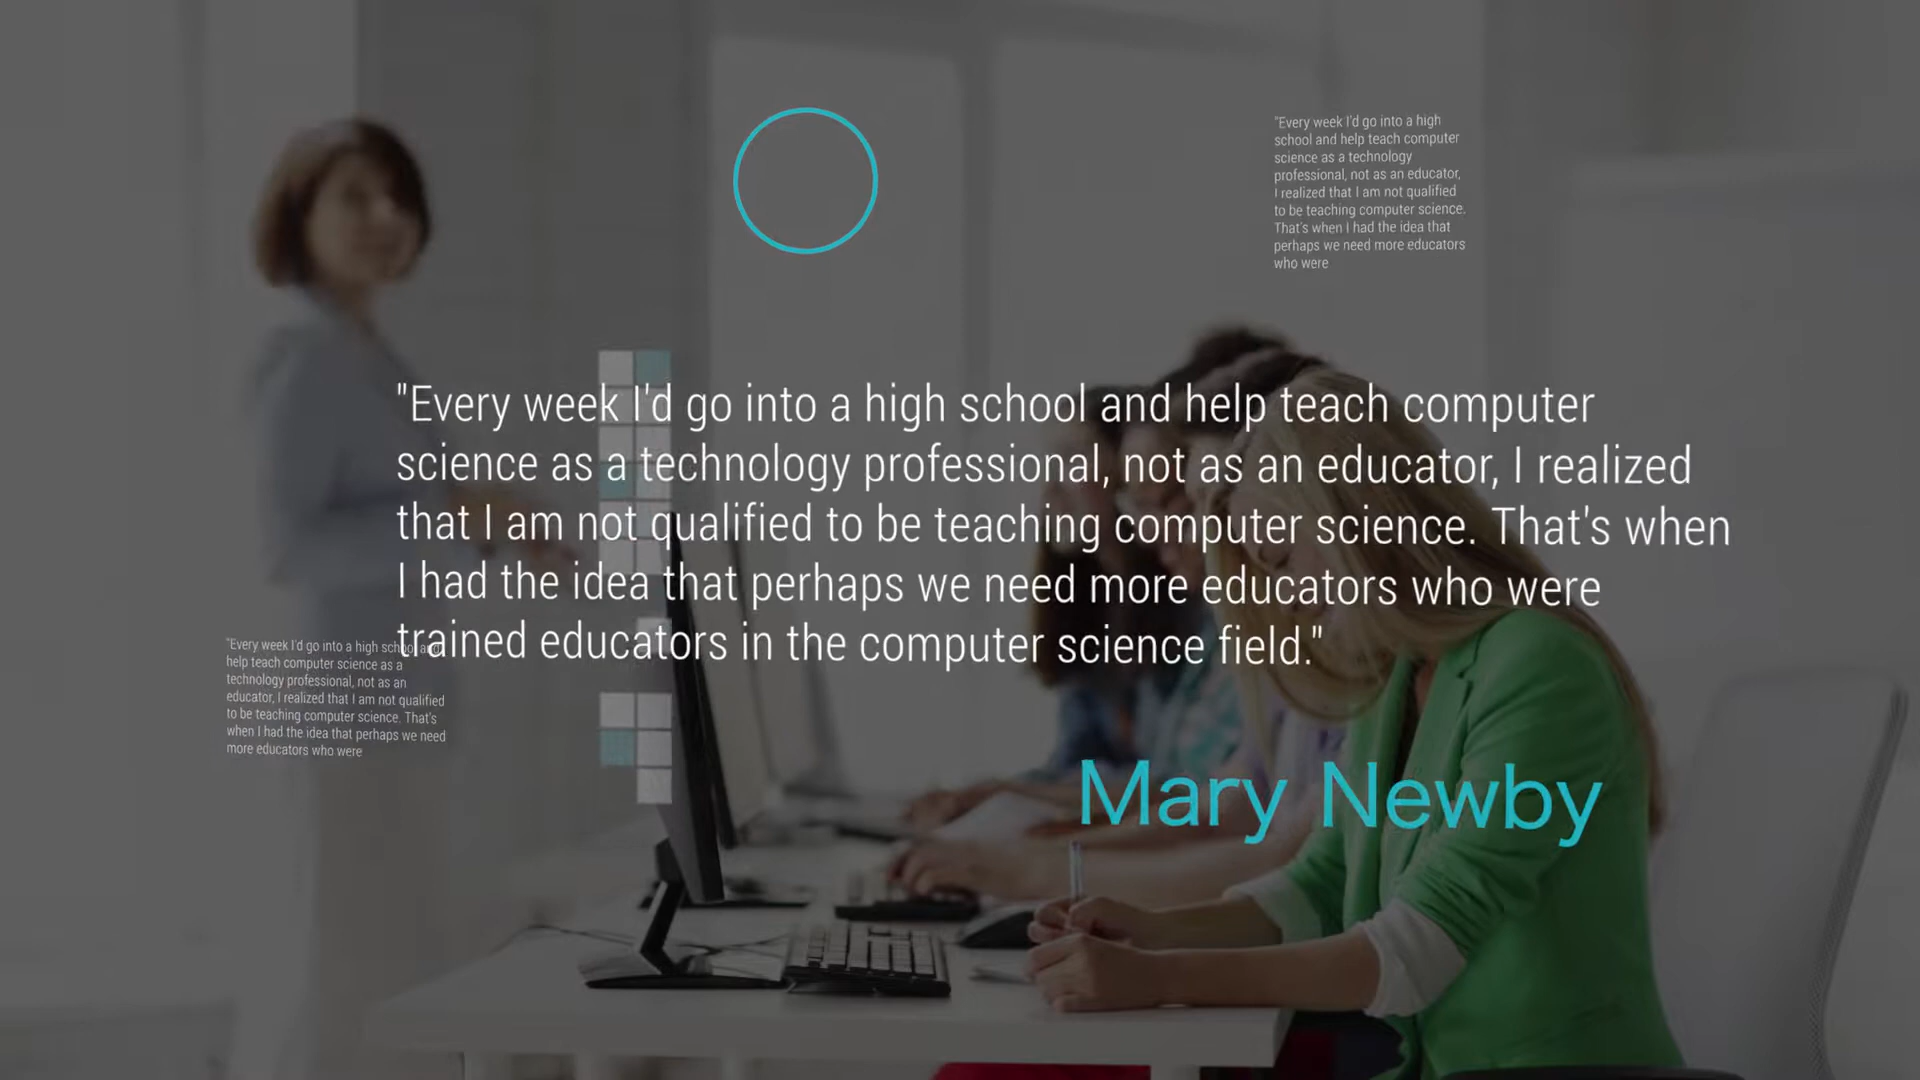 "Every week I'd go into a high
school and help teach computer
science as a technology
professional, not as an educator,
I realized that I am not qualified
to be teaching computer science.
That's when I had the idea that
perhaps we need more educators
who were
"Every week I'd go into a high school and help teach computer
science as a technology professional, not as an educator, I realized
that I am not qualified to be teaching computer science. That's when
I had the idea that perhaps we need more educators who were
trained educators in the computer science field."
"Every week I'd go into a high school and
help teach computer science as a
technology professional, not as an
educator, I realized that I am not qualified
to be teaching computer science. That's
when I had the idea that perhaps we need
more educators who were
Mary Newby